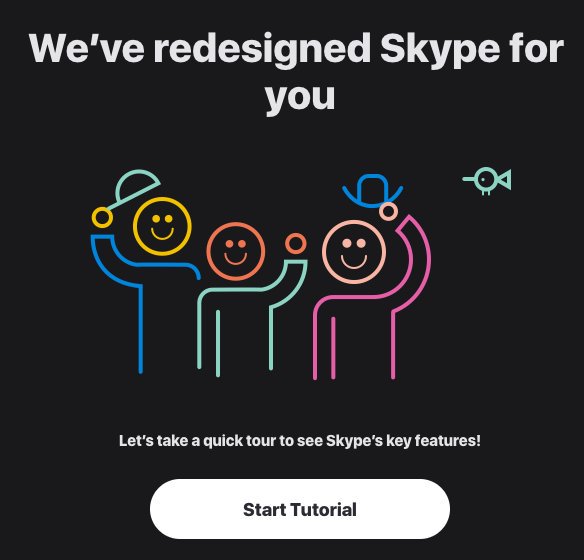 We’ve redesigned Skype for
you
Let’s take a quick tour to see Skype’s key features!
Start Tutorial